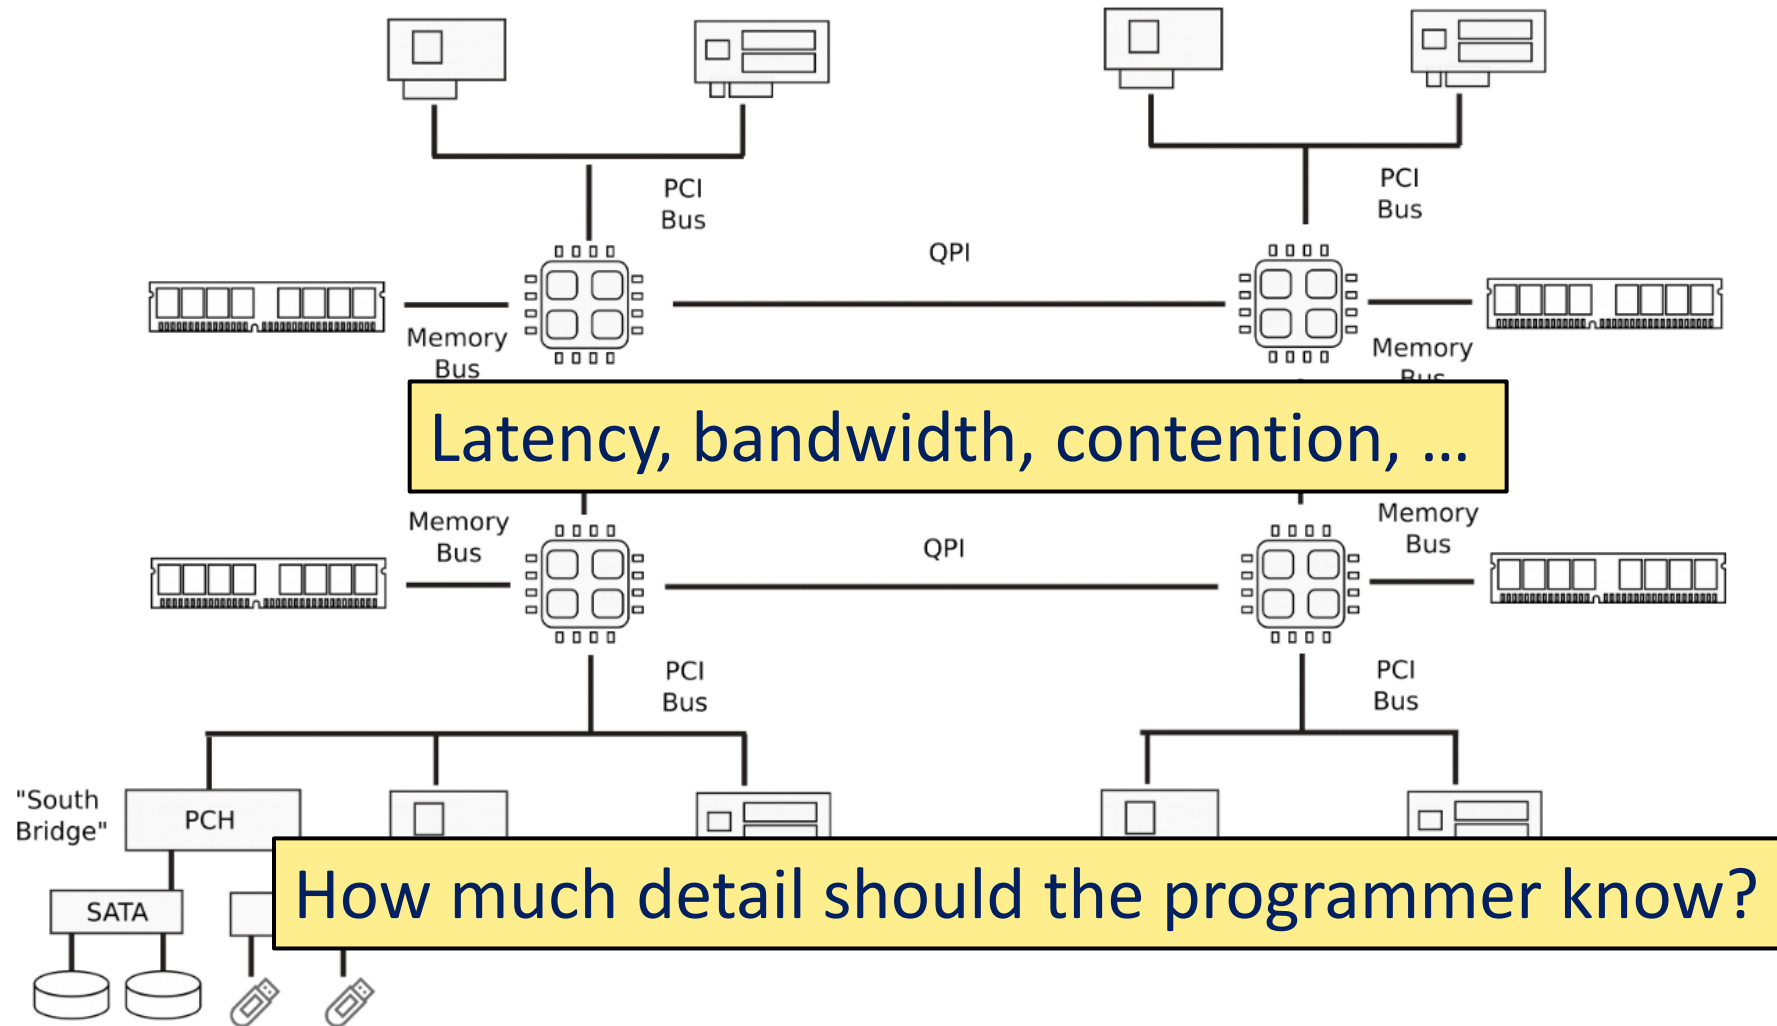 PCI
Bus
PCI
Bus
QPI
Memory
Bus
Memory
Bus
Latency, bandwidth, contention, ...
Memory
Bus
QPI
Memory
Bus
PCI
Bus
PCI
Bus
"South
Bridge"
PCH
How much detail should the programmer know?
SATA